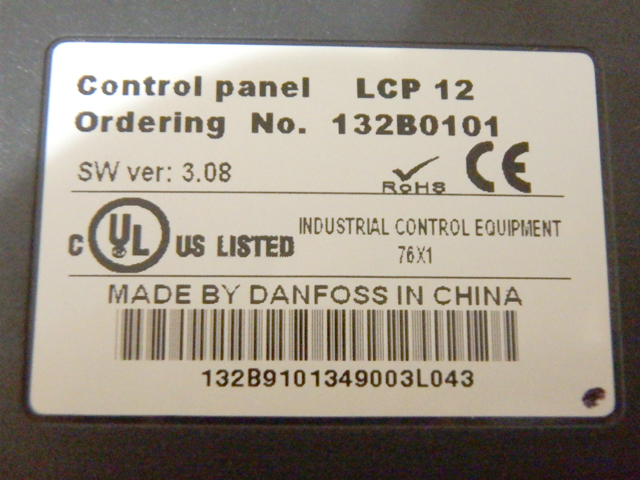 Control panel LCP 12
Ordering No. 132B0101
SW ver: 3.08
RoHS CE
C UL US LISTED
INDUSTRIAL CONTROL EQUIPMENT
76X1
MADE BY DANFOSS IN CHINA
132B9101349003L043